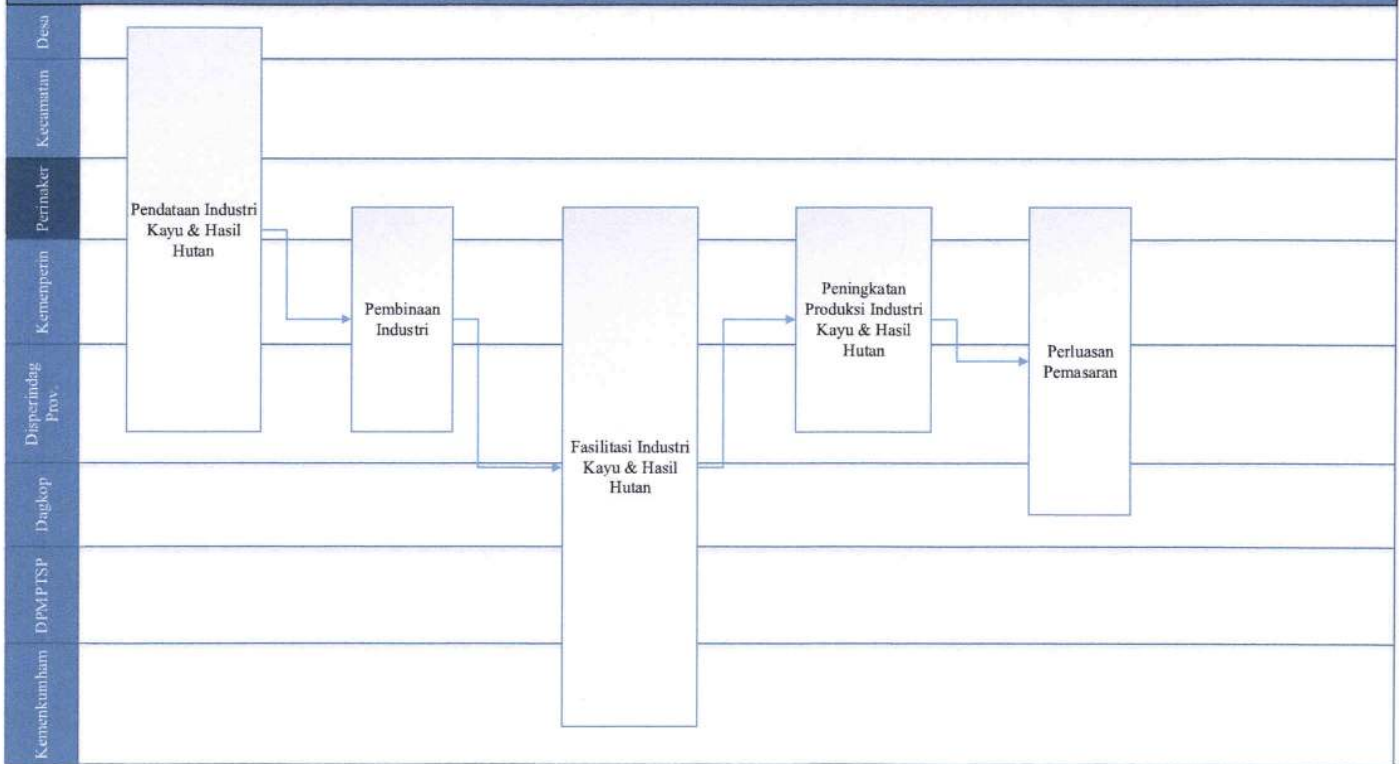 Desa
Kecamatan
Perinaker
Kemenperin
Disperindag
Prov.
Dagkop
DPMPTSP
Kemenkumham
Pendataan Industri
Kayu & Hasil
Hutan
Pembinaan
Industri
Fasilitasi Industri
Kayu & Hasil
Hutan
Peningkatan
Produksi Industri
Kayu & Hasil
Hutan
Perluasan
Pemasaran